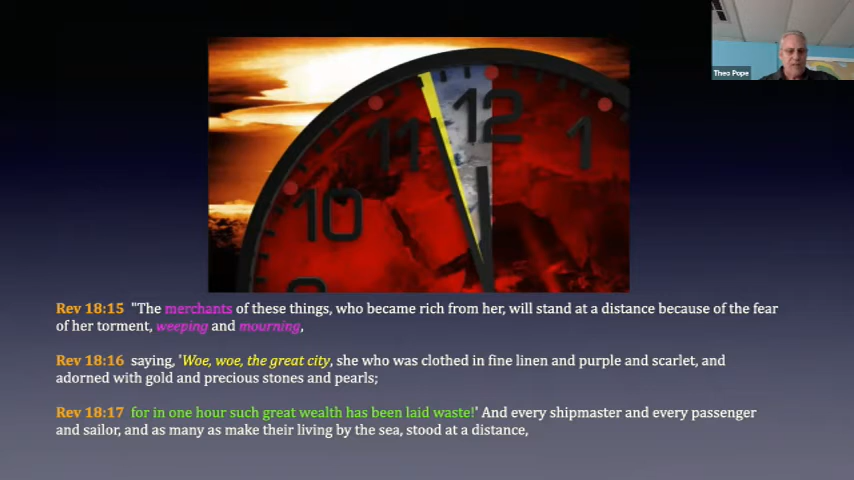 Theo Pope
11
12
1
10
Rev 18:15 "The merchants of these things, who became rich from her, will stand at a distance because of the fear
of her torment, weeping and mourning,
Rev 18:16 saying, 'Woe, woe, the great city, she who was clothed in fine linen and purple and scarlet, and
adorned with gold and precious stones and pearls;
Rev 18:17 for in one hour such great wealth has been laid waste!' And every shipmaster and every passenger
and sailor, and as many as make their living by the sea, stood at a distance,